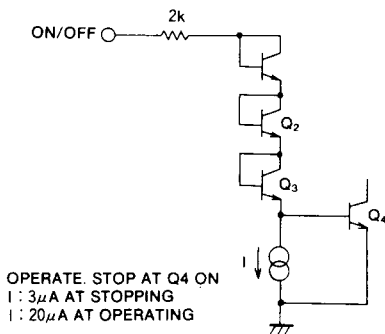 2k
ON/OFF
Q2
Q3
Q4
I
OPERATE. STOP AT Q4 ON
I : 3μA AT STOPPING
I : 20μA AT OPERATING